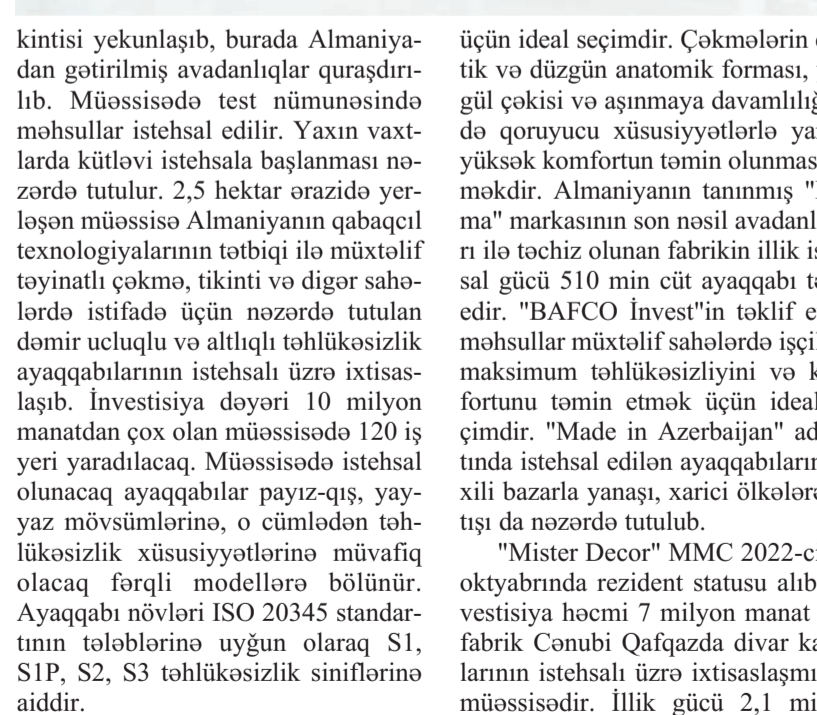 kintisi yekunlaşıb, burada Almaniya-
dan gətirilmiş avadanlıqlar quraşdırı-
lıb. Müəssisədə test nümunəsində
məhsullar istehsal edilir. Yaxın vaxt-
larda kütləvi istehsala başlanması nə-
zərdə tutulur. 2,5 hektar ərazidə yer-
ləşən müəssisə Almaniyanın qabaqcıl
texnologiyalarının tətbiqi ilə müxtəlif
təyinatlı çəkmə, tikinti və digər sahə-
lərdə istifadə üçün nəzərdə tutulan
dəmir ucluqlu və altlıqlı təhlükəsizlik
ayaqqabılarının istehsalı üzrə ixtisas-
laşıb. İnvestisiya dəyəri 10 milyon
manatdan çox olan müəssisədə 120 iş
yeri yaradılacaq. Müəssisədə istehsal
olunacaq ayaqqabılar payız-qış, yay-
yaz mövsümlərinə, o cümlədən təh-
lükəsizlik xüsusiyyətlərinə müvafiq
olacaq fərqli modellərə bölünür.
Ayaqqabı növləri ISO 20345 standar-
tının tələblərinə uyğun olaraq S1,
S1P, S2, S3 təhlükəsizlik siniflərinə
aiddir.
üçün ideal seçimdir. Çəkmələrin
tik və düzgün anatomik forması,
gül çəkisi və aşınmaya davamlılığ
də qoruyucu xüsusiyyətlərlə ya
yüksək komfortun təmin olunmas
məkdir. Almaniyanın tanınmış "
ma" markasının son nəsil avadanl
rı ilə təchiz olunan fabrikin illik is
sal gücü 510 min cüt ayaqqabı tə
edir. "BAFCO İnvest"in təklif e
məhsullar müxtəlif sahələrdə işçil
maksimum təhlükəsizliyini və k
fortunu təmin etmək üçün ideal
çimdir. "Made in Azerbaijan" ad
tında istehsal edilən ayaqqabıların
xili bazarla yanaşı, xarici ölkələrə
tışı da nəzərdə tutulub.
"Mister Decor" MMC 2022-ci
oktyabrında rezident statusu alıb
vestisiya həcmi 7 milyon manat
fabrik Cənubi Qafqazda divar ka
larının istehsalı üzrə ixtisaslaşmı
müəssisədir. İllik gücü 2,1 mi